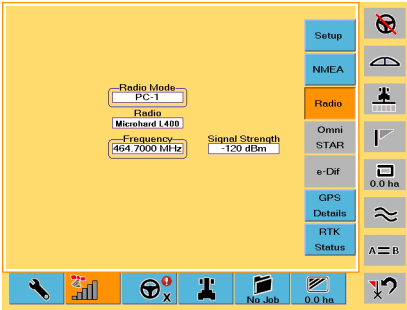 Setup
NMEA
Radio Mode
PC-1
Radio
Radio
Microhard L400
Frequency
464.7000 MHz
Signal Strength
-120 dBm
Omni
STAR
e-Dif
0.0 ha
GPS
Details
RTK
Status
A=B
X
No Job
0.0 ha